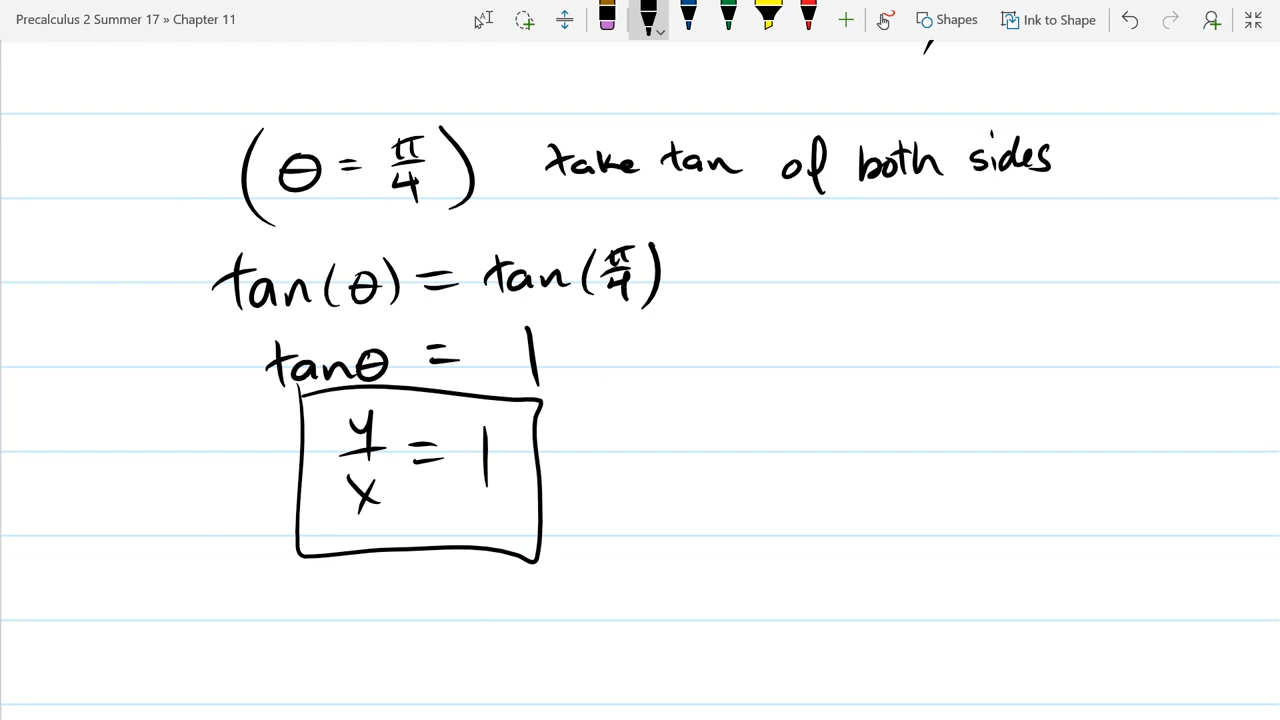 Precalculus 2 Summer 17 » Chapter 11
Shapes
Ink to Shape
(θ = π/4) take tan of both sides
tan(θ) = tan(π/4)
tanθ = 1
y/x = 1